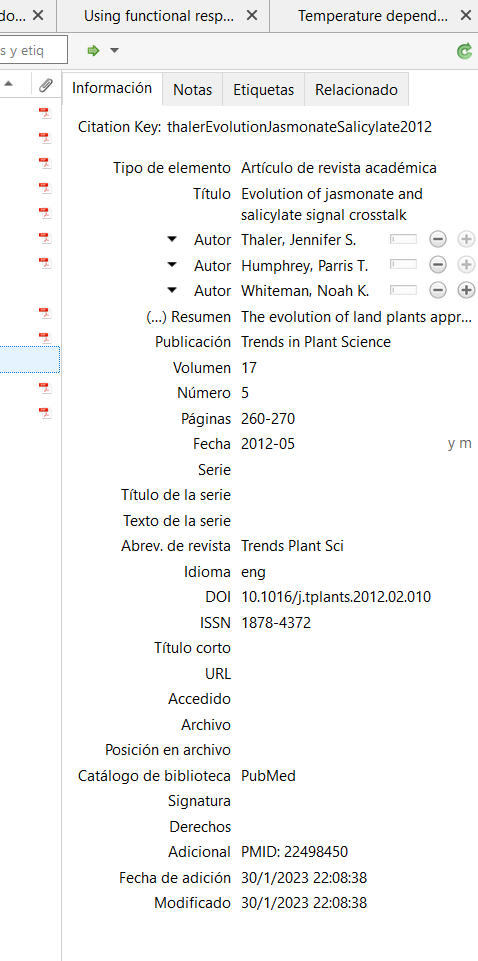 do...
Using functional resp...
Temperature depend...
s y etiq
Información
Notas
Etiquetas
Relacionado
Citation Key: thalerEvolutionJasmonateSalicylate2012
Tipo de elemento Artículo de revista académica
Título Evolution of jasmonate and
salicylate signal crosstalk
Autor Thaler, Jennifer S.
Autor Humphrey, Parris T.
Autor Whiteman, Noah K.
(...) Resumen The evolution of land plants appr...
Publicación Trends in Plant Science
Volumen 17
Número 5
Páginas 260-270
Fecha 2012-05 y m
Serie
Título de la serie
Texto de la serie
Abrev. de revista Trends Plant Sci
Idioma eng
DOI 10.1016/j.tplants.2012.02.010
ISSN 1878-4372
Título corto
URL
Accedido
Archivo
Posición en archivo
Catálogo de biblioteca PubMed
Signatura
Derechos
Adicional PMID: 22498450
Fecha de adición 30/1/2023 22:08:38
Modificado 30/1/2023 22:08:38